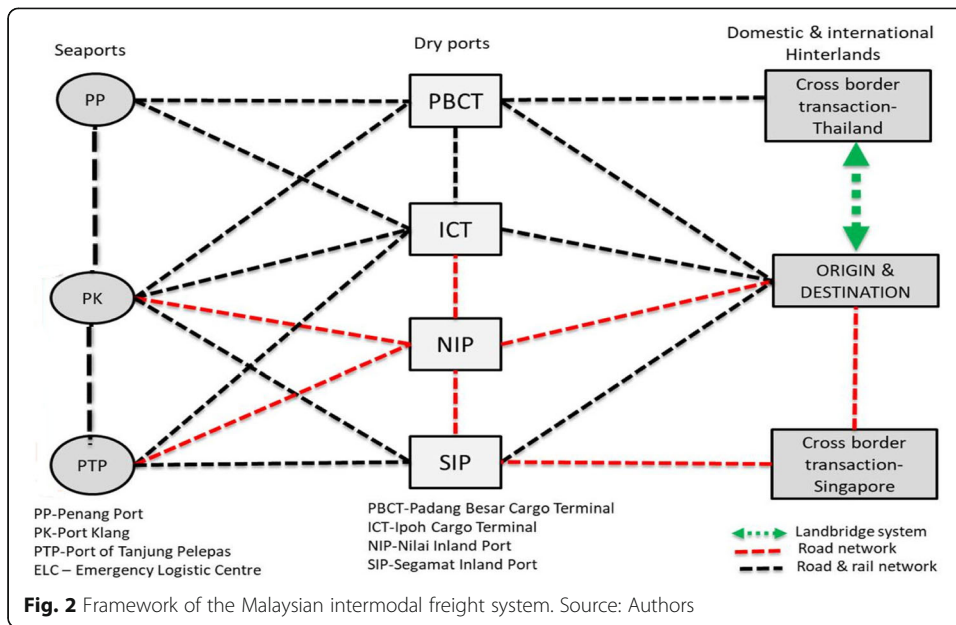 Seaports
Dry ports
Domestic & international
Hinterlands
PP
PBCT
Cross border
transaction-
Thailand
ICT
PK
ORIGIN &
DESTINATION
NIP
PTP
SIP
Cross border
transaction-
Singapore
PP-Penang Port
PK-Port Klang
PTP-Port of Tanjung Pelepas
ELC – Emergency Logistic Centre
PBCT-Padang Besar Cargo Terminal
ICT-Ipoh Cargo Terminal
NIP-Nilai Inland Port
SIP-Segamat Inland Port
Landbridge system
Road network
Road & rail network
Fig. 2 Framework of the Malaysian intermodal freight system. Source: Authors